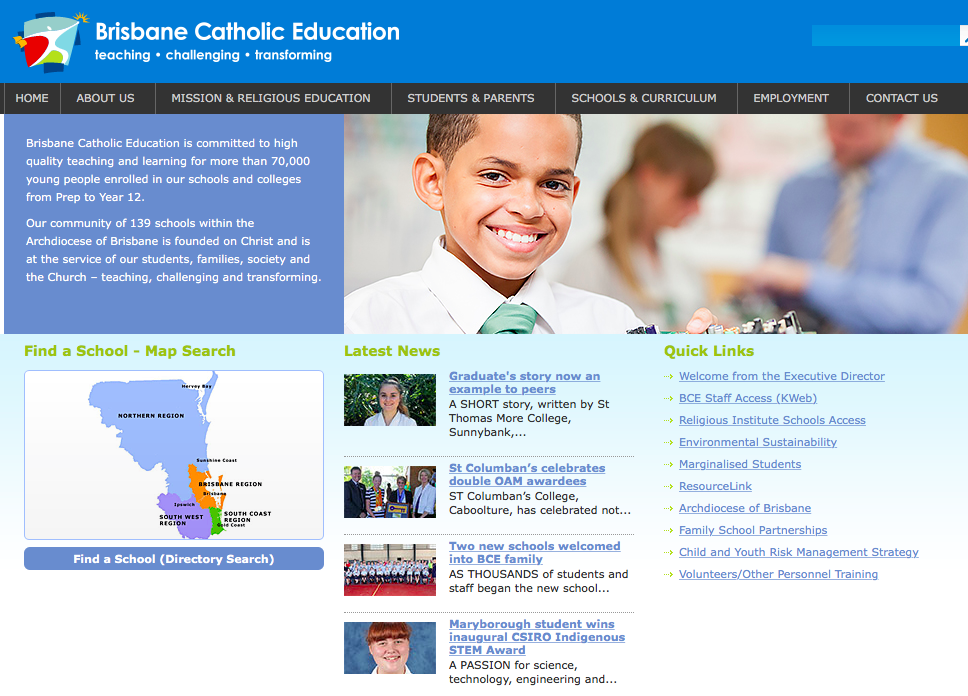 Brisbane Catholic Education
teaching • challenging • transforming
HOME
ABOUT US
MISSION & RELIGIOUS EDUCATION
STUDENTS & PARENTS
SCHOOLS & CURRICULUM
EMPLOYMENT
CONTACT US
Brisbane Catholic Education is committed to high
quality teaching and learning for more than 70,000
young people enrolled in our schools and colleges
from Prep to Year 12.
Our community of 139 schools within the
Archdiocese of Brisbane is founded on Christ and is
at the service of our students, families, society and
the Church – teaching, challenging and transforming.
Find a School - Map Search
Hervey Bay
NORTHERN REGION
Sunshine Coast
BRISBANE REGION
Brisbane
Ipswich
SOUTH WEST
REGION
SOUTH COAST
REGION
Gold Coast
Find a School (Directory Search)
Latest News
Graduate's story now an
example to peers
A SHORT story, written by St
Thomas More College,
Sunnybank,...
St Columban’s celebrates
double OAM awardees
ST Columban’s College,
Caboolture, has celebrated not...
Two new schools welcomed
into BCE family
AS THOUSANDS of students and
staff began the new school...
Maryborough student wins
inaugural CSIRO Indigenous
STEM Award
A PASSION for science,
technology, engineering and...
Quick Links
Welcome from the Executive Director
BCE Staff Access (KWeb)
Religious Institute Schools Access
Environmental Sustainability
Marginalised Students
ResourceLink
Archdiocese of Brisbane
Family School Partnerships
Child and Youth Risk Management Strategy
Volunteers/Other Personnel Training